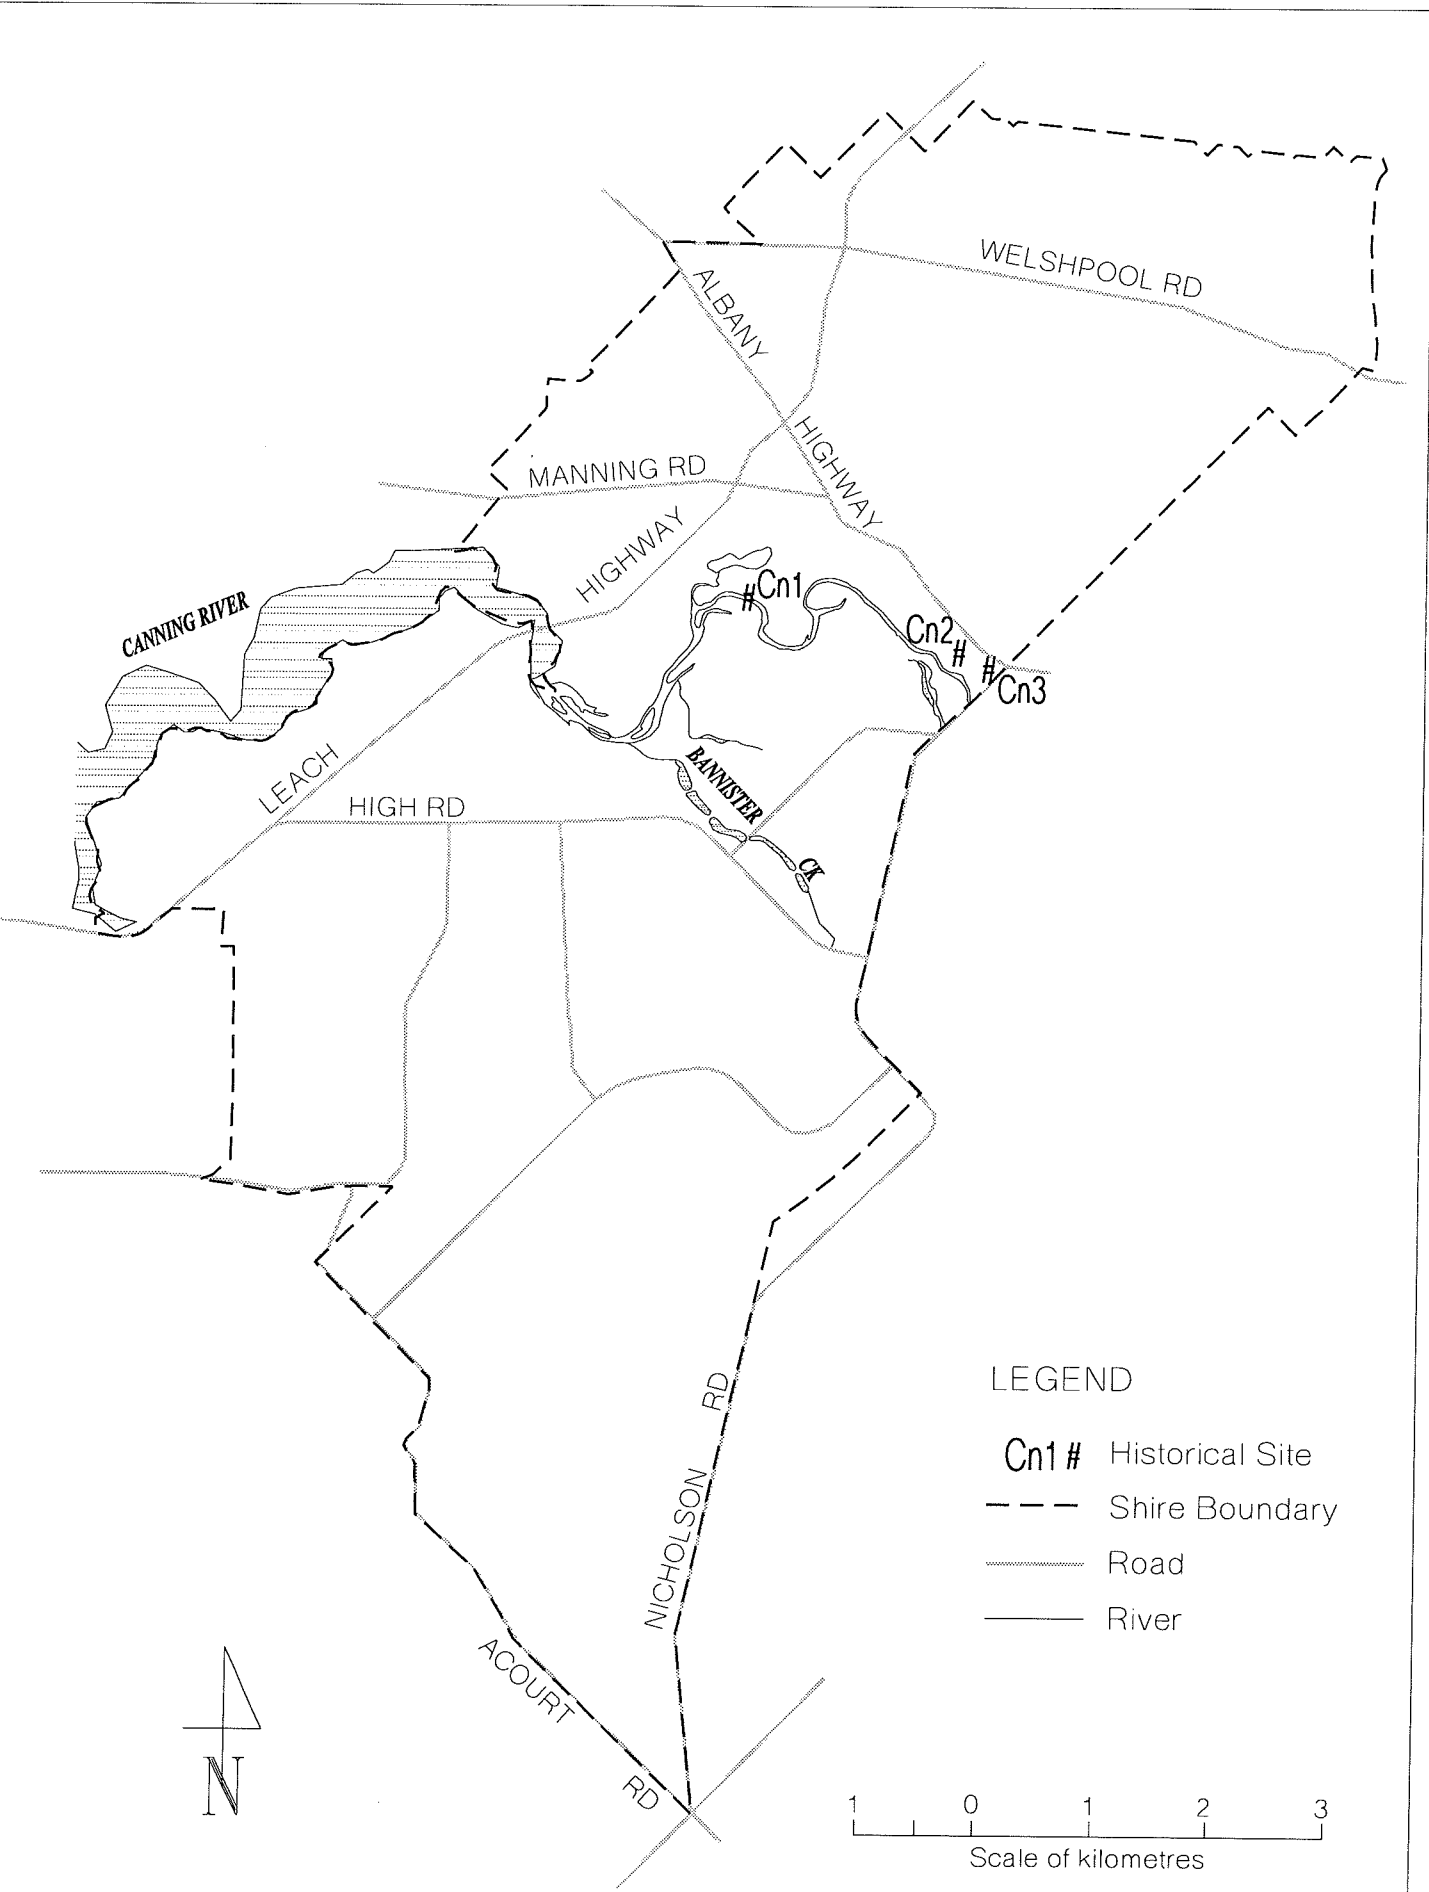 WELSHPOOL RD
ALBANY
HIGHWAY
MANNING RD
HIGHWAY
Cn1
CANNING RIVER
Cn2
Cn3
LEACH
BANNISTER
HIGH RD
CK
LEGEND
Cn1 # Historical Site
Shire Boundary
RD
NICHOLSON
Road
River
ACOURT
RD
N
1 0 1 2 3
Scale of kilometres